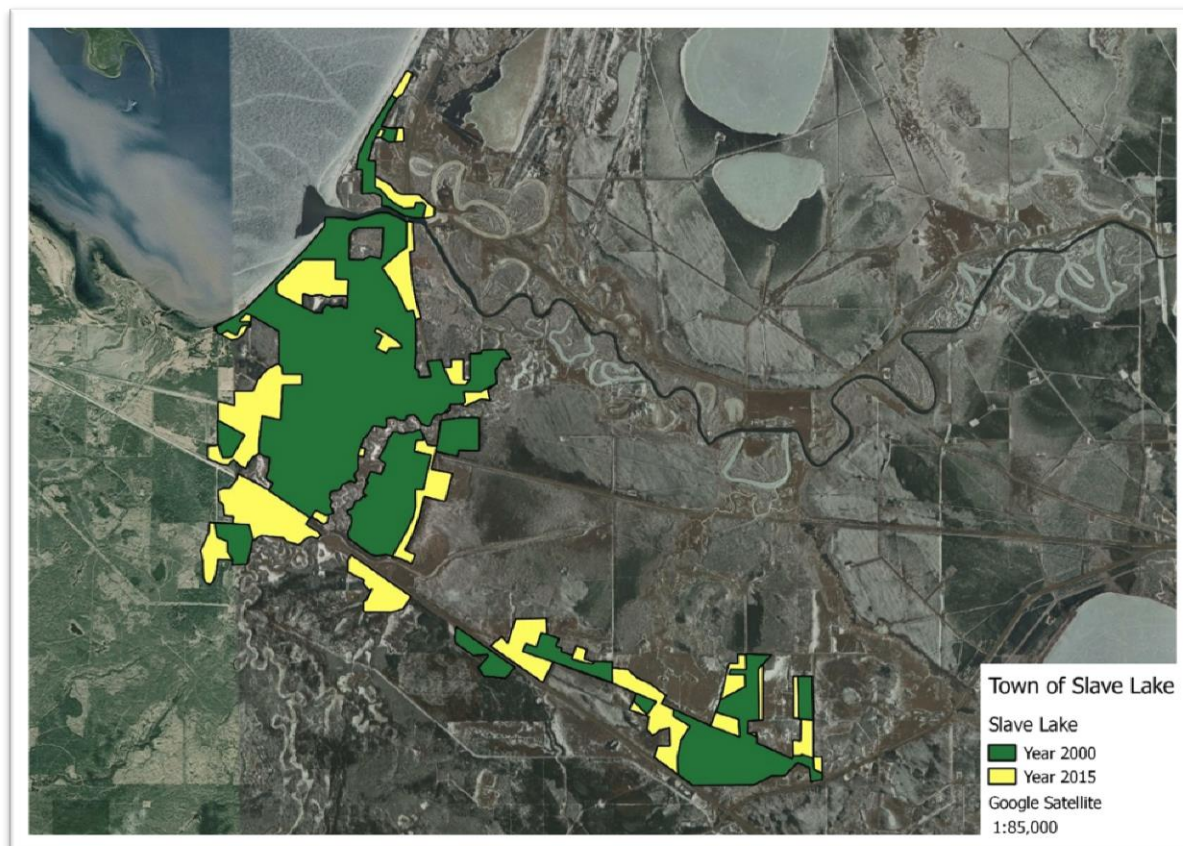 Town of Slave Lake
Slave Lake
Year 2000
Year 2015
Google Satellite
1:85,000